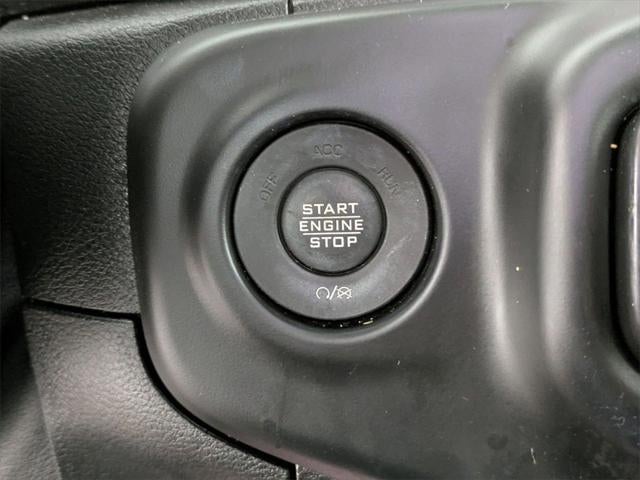 OFF ACC RUN
START
ENGINE
STOP